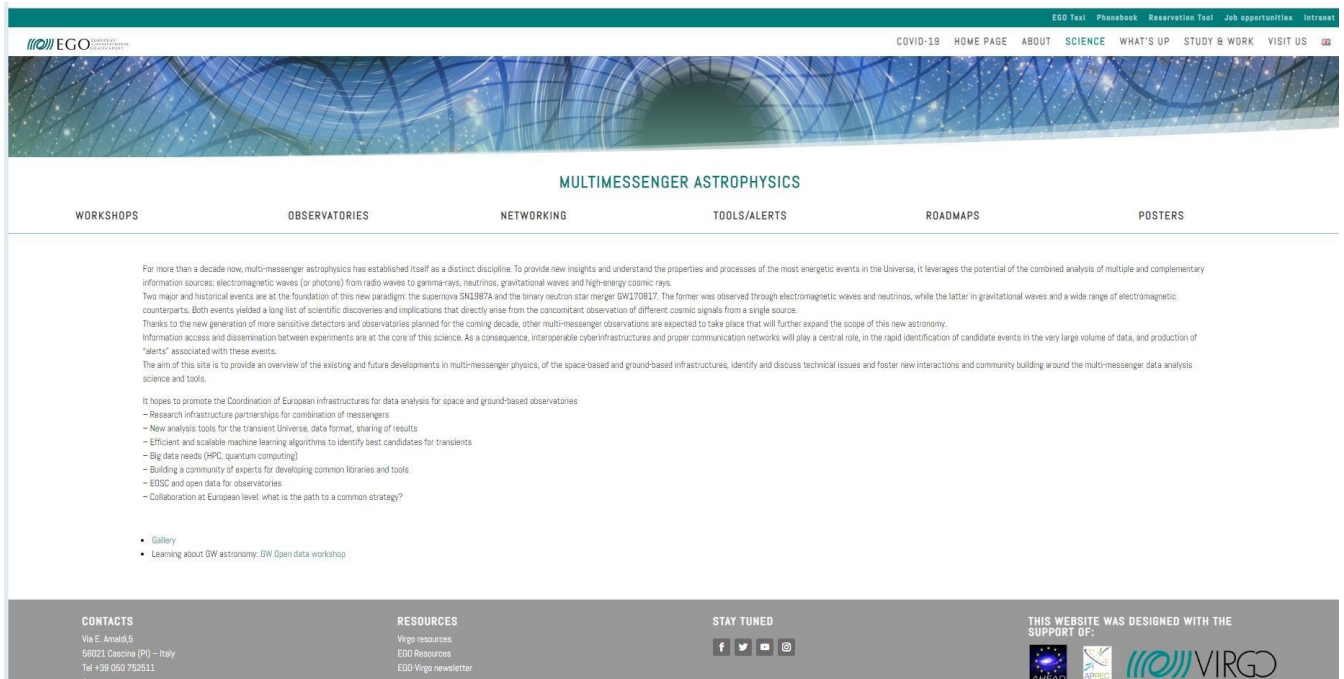 EGO Taxi Phonebook Reservation Tool Job opportunities Intranet
EGO EUROPEAN GRAVITATIONAL OBSERVATORY
COVID-19 HOME PAGE ABOUT SCIENCE WHAT'S UP STUDY & WORK VISIT US
MULTIMESSENGER ASTROPHYSICS
WORKSHOPS OBSERVATORIES NETWORKING TOOLS/ALERTS ROADMAPS POSTERS
For more than a decade now, multi-messenger astrophysics has established itself as a distinct discipline. To provide new insights and understand the properties and processes of the most energetic events in the Universe, it leverages the potential of the combined analysis of multiple and complementary
information sources: electromagnetic waves (or photons) from radio waves to gamma-rays, neutrinos, gravitational waves and high-energy cosmic rays.
Two major and historical events are at the foundation of this new paradigm: the supernova SN1987A and the binary neutron star merger GW170817. The former was observed through electromagnetic waves and neutrinos, while the latter in gravitational waves and a wide range of electromagnetic
counterparts. Both events yielded a long list of scientific discoveries and implications that directly arise from the concomitant observation of different cosmic signals from a single source.
Thanks to the new generation of more sensitive detectors and observatories planned for the coming decade, other multi-messenger observations are expected to take place that will further expand the scope of this new astronomy.
Information access and dissemination between experiments are at the core of this science. As a consequence, interoperable cyberinfrastructures and proper communication networks will play a central role, in the rapid identification of candidate events in the very large volume of data, and production of
"alerts" associated with these events.
The aim of this site is to provide an overview of the existing and future developments in multi-messenger physics, of the space-based and ground-based infrastructures, identify and discuss technical issues and foster new interactions and community building around the multi-messenger data analysis
science and tools.
It hopes to promote the Coordination of European infrastructures for data analysis for space and ground-based observatories
– Research infrastructure partnerships for combination of messengers
– New analysis tools for the transient Universe, data format, sharing of results
– Efficient and scalable machine learning algorithms to identify best candidates for transients
– Big data needs (HPC, quantum computing)
– Building a community of experts for developing common libraries and tools
– EOSC and open data for observatories
– Collaboration at European level: what is the path to a common strategy?
• Gallery
• Learning about GW astronomy: GW Open data workshop
CONTACTS
Via E. Amaldi,5
56021 Cascina (PI) – Italy
Tel +39 050 752511
RESOURCES
Virgo resources
EGO Resources
EGO-Virgo newsletter
STAY TUNED
THIS WEBSITE WAS DESIGNED WITH THE
SUPPORT OF:
AHEAD APPEC VIRGO